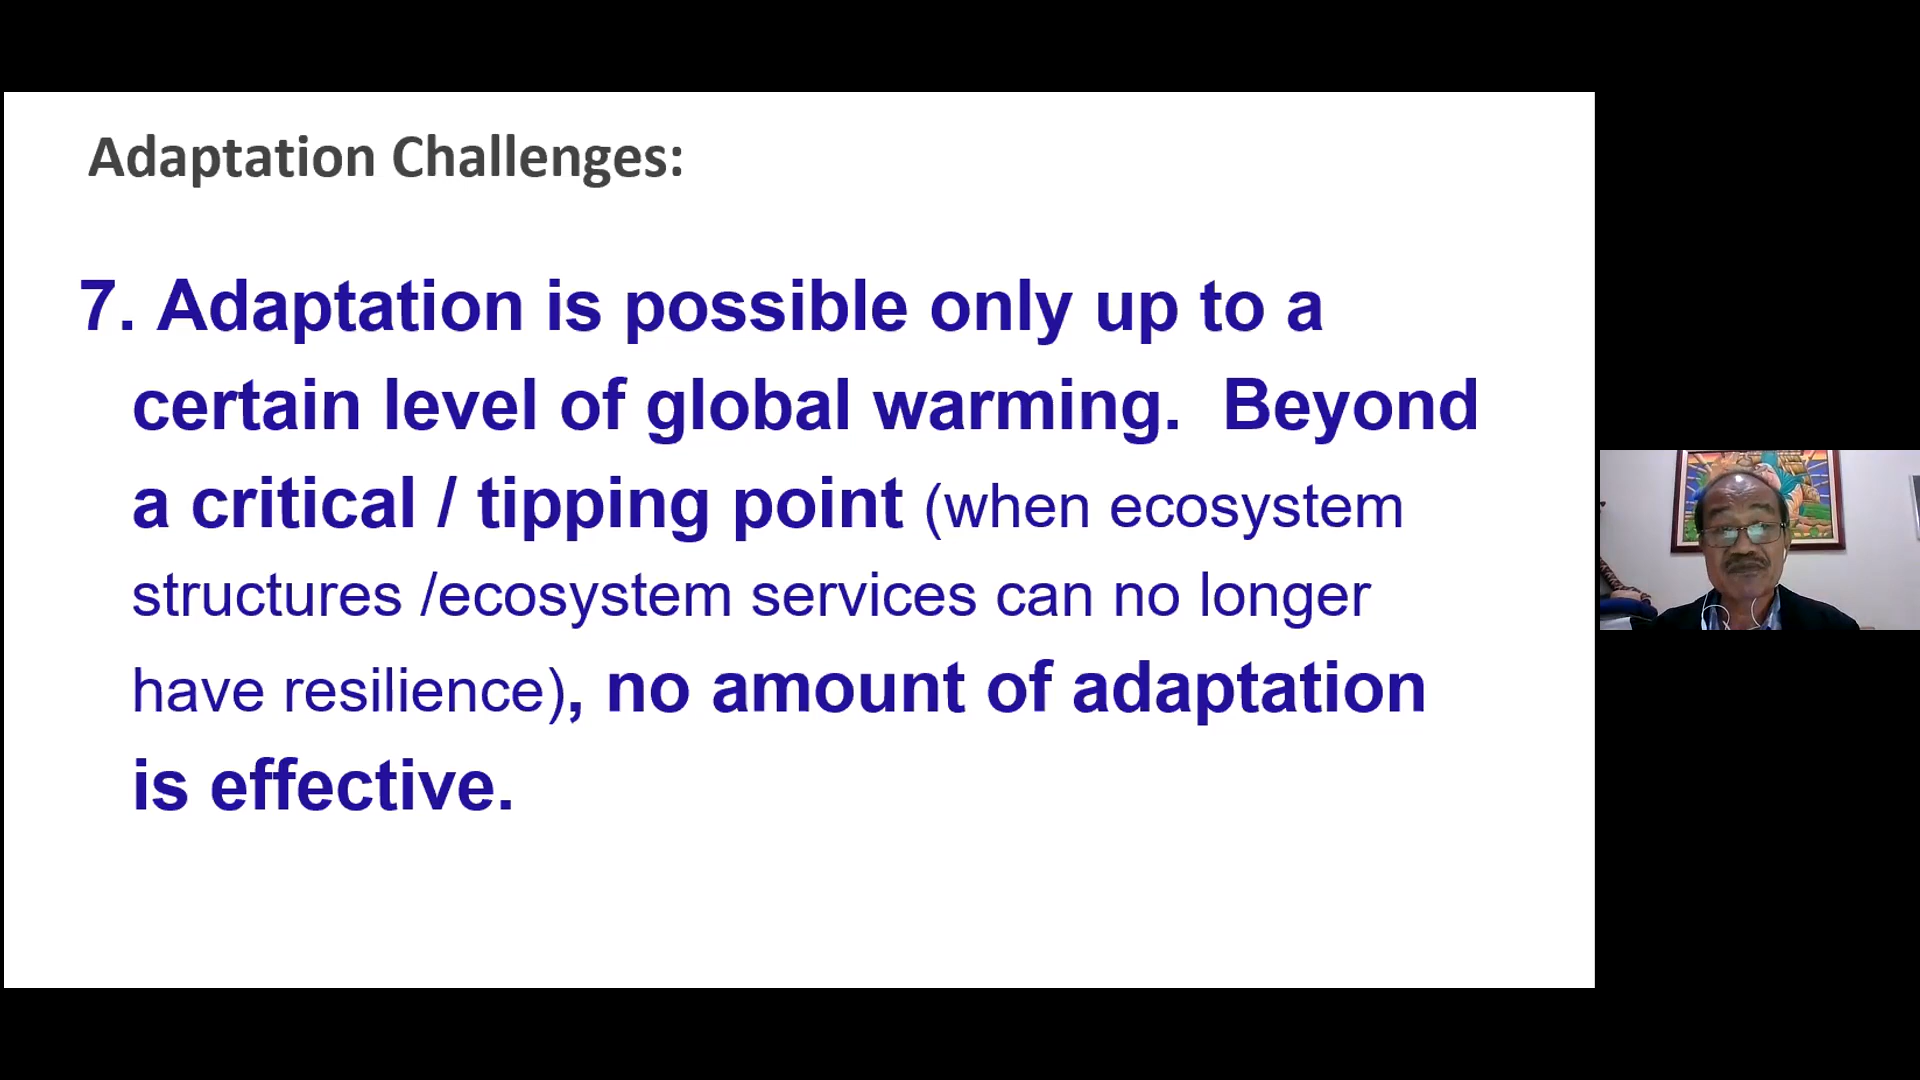 Adaptation Challenges:
7. Adaptation is possible only up to a
certain level of global warming.  Beyond
a critical / tipping point (when ecosystem
structures /ecosystem services can no longer
have resilience), no amount of adaptation
is effective.